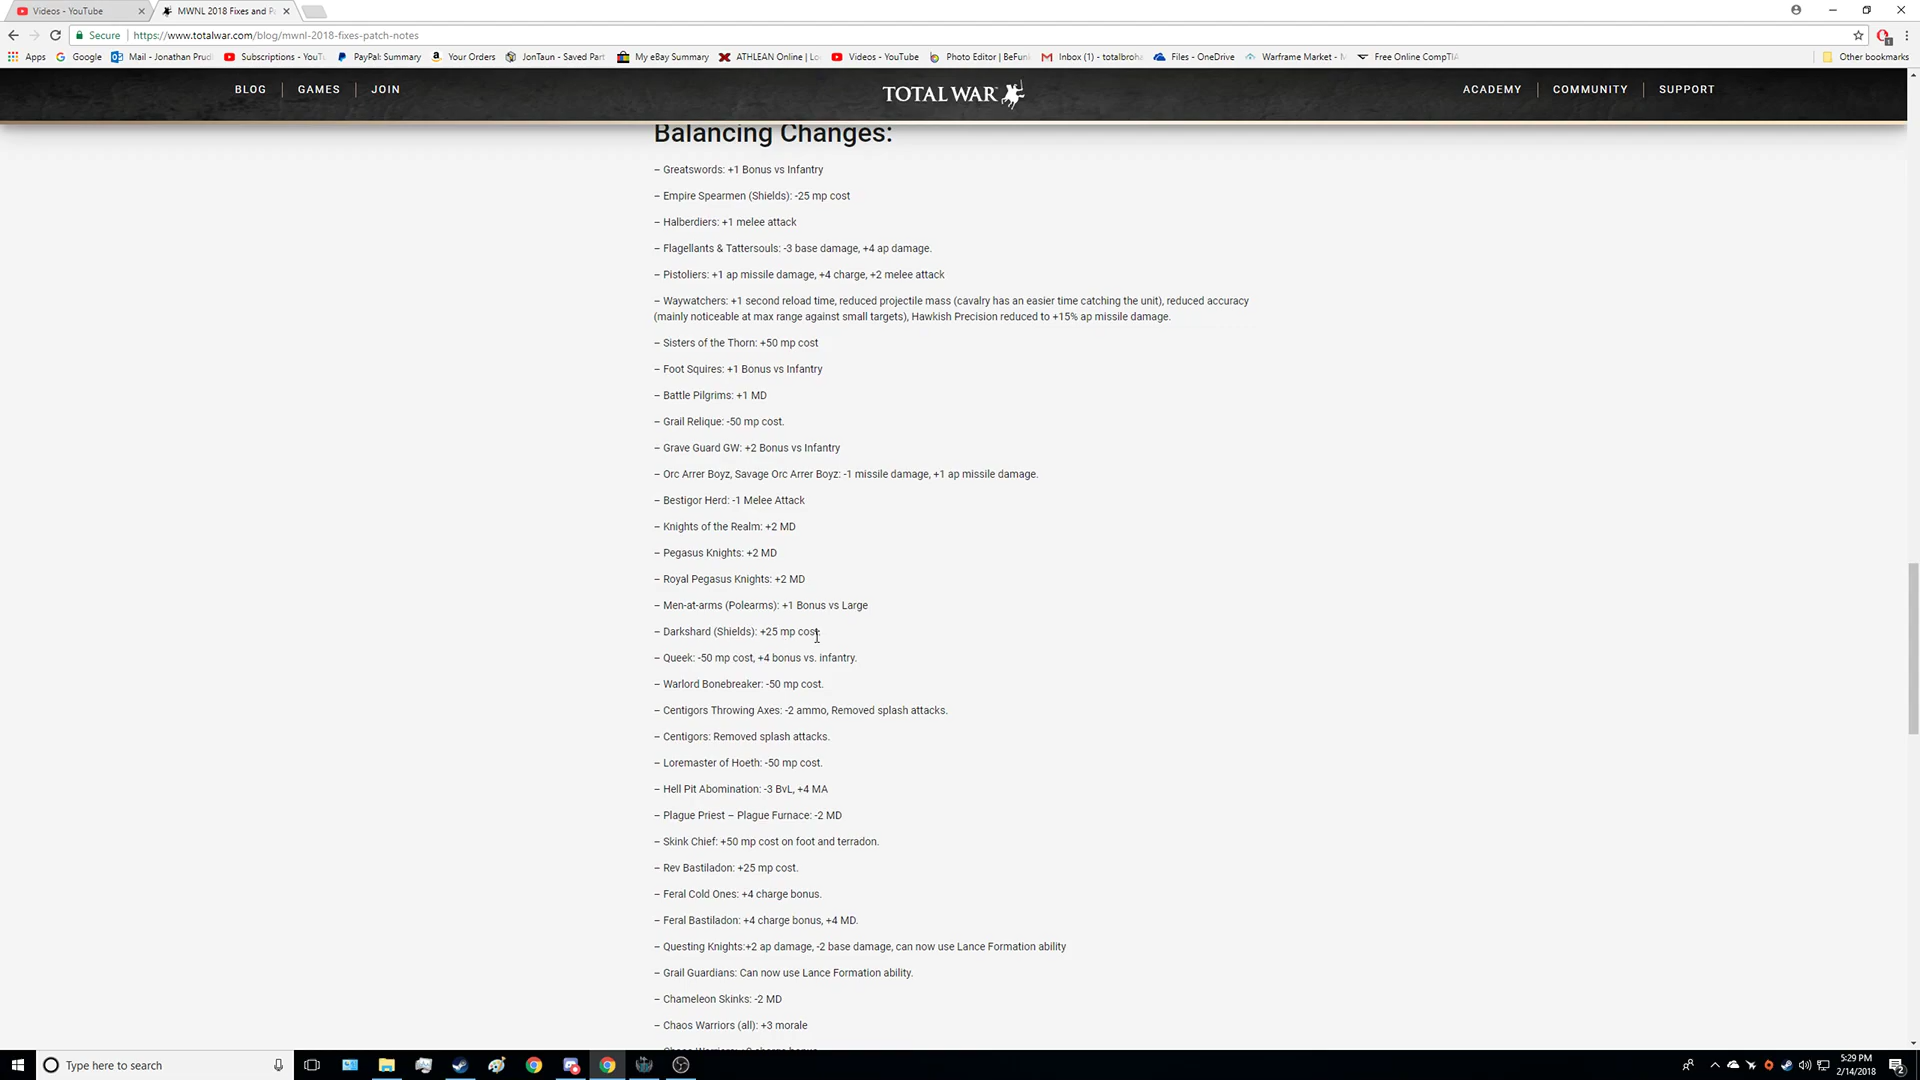 Videos - YouTube
MWNL 2018 Fixes and P
Secure
https://www.totalwar.com/blog/mwnl-2018-fixes-patch-notes
Apps
Google
Mail - Jonathan Prud
Subscriptions - YouT
PayPal: Summary
Your Orders
JonTaun - Saved Part
My eBay Summary
ATHLEAN Online | Lo
Videos - YouTube
Photo Editor | BeFun
Inbox (1) - totalbroha
Files - OneDrive
Warframe Market - M
Free Online CompTIA
Other bookmarks
BLOG
GAMES
JOIN
TOTAL WAR
ACADEMY
COMMUNITY
SUPPORT
Balancing Changes:
– Greatswords: +1 Bonus vs Infantry
– Empire Spearmen (Shields): -25 mp cost
– Halberdiers: +1 melee attack
– Flagellants & Tattersouls: -3 base damage, +4 ap damage.
– Pistoliers: +1 ap missile damage, +4 charge, +2 melee attack
– Waywatchers: +1 second reload time, reduced projectile mass (cavalry has an easier time catching the unit), reduced accuracy
(mainly noticeable at max range against small targets), Hawkish Precision reduced to +15% ap missile damage.
– Sisters of the Thorn: +50 mp cost
– Foot Squires: +1 Bonus vs Infantry
– Battle Pilgrims: +1 MD
– Grail Relique: -50 mp cost.
– Grave Guard GW: +2 Bonus vs Infantry
– Orc Arrer Boyz, Savage Orc Arrer Boyz: -1 missile damage, +1 ap missile damage.
– Bestigor Herd: -1 Melee Attack
– Knights of the Realm: +2 MD
– Pegasus Knights: +2 MD
– Royal Pegasus Knights: +2 MD
– Men-at-arms (Polearms): +1 Bonus vs Large
– Darkshard (Shields): +25 mp cost.
– Queek: -50 mp cost, +4 bonus vs. infantry.
– Warlord Bonebreaker: -50 mp cost.
– Centigors Throwing Axes: -2 ammo, Removed splash attacks.
– Centigors: Removed splash attacks.
– Loremaster of Hoeth: -50 mp cost.
– Hell Pit Abomination: -3 BvL, +4 MA
– Plague Priest – Plague Furnace: -2 MD
– Skink Chief: +50 mp cost on foot and terradon.
– Rev Bastiladon: +25 mp cost.
– Feral Cold Ones: +4 charge bonus.
– Feral Bastiladon: +4 charge bonus, +4 MD.
– Questing Knights:+2 ap damage, -2 base damage, can now use Lance Formation ability
– Grail Guardians: Can now use Lance Formation ability.
– Chameleon Skinks: -2 MD
– Chaos Warriors (all): +3 morale
Type here to search
5:29 PM
2/14/2018